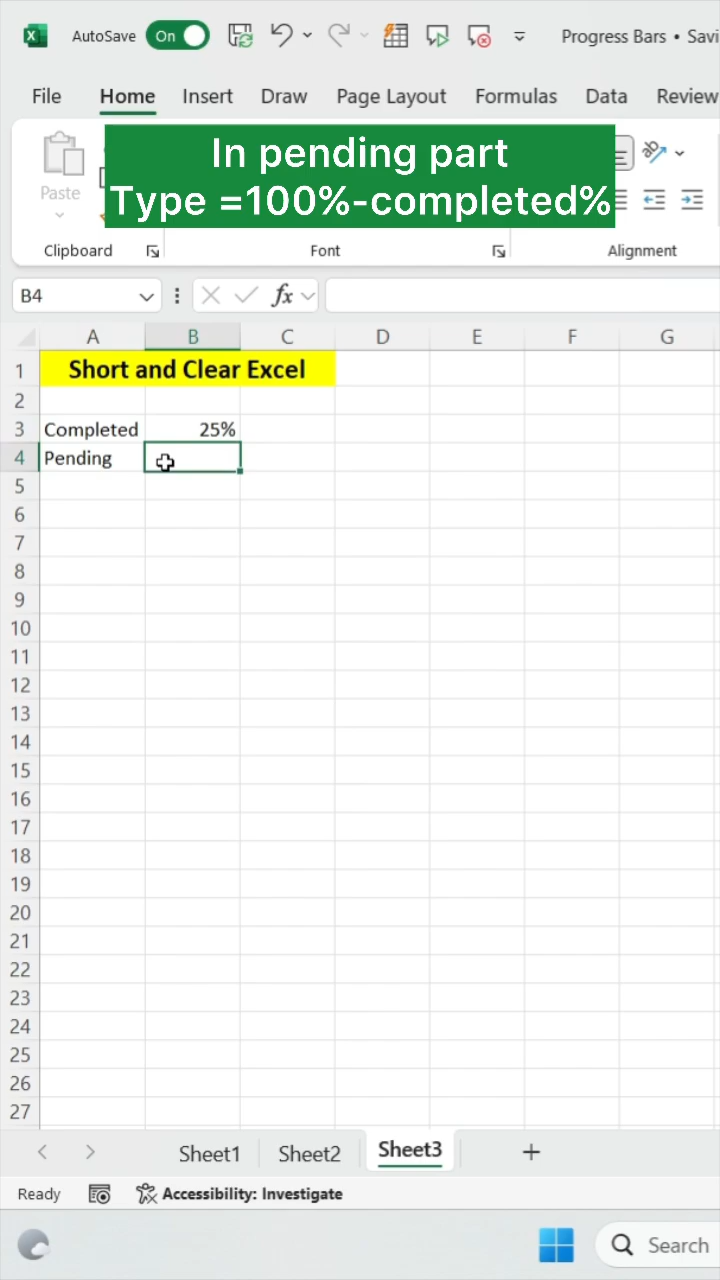 AutoSave On Progress Bars • Savi
File Home Insert Draw Page Layout Formulas Data Review
In pending part
Type =100%-completed%
Paste
Clipboard Font Alignment
B4 fx
A B C D E F G
1 Short and Clear Excel
2
3 Completed 25%
4 Pending
5
6
7
8
9
10
11
12
13
14
15
16
17
18
19
20
21
22
23
24
25
26
27
Sheet1 Sheet2 Sheet3
Ready Accessibility: Investigate
Search